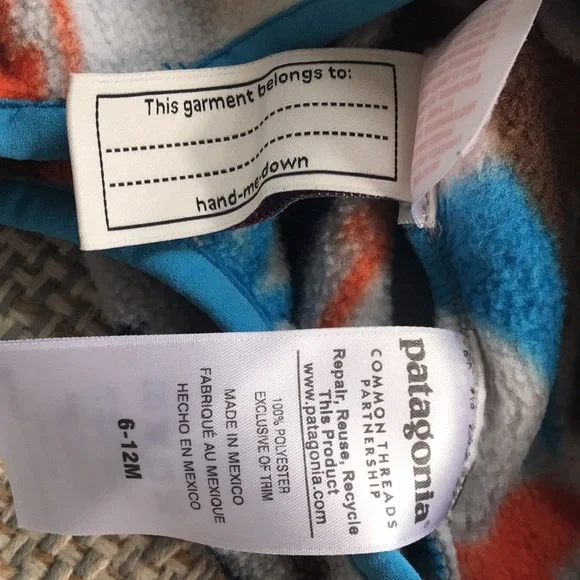 This garment belongs to:
hand-me-down
patagonia®
COMMON THREADS
PARTNERSHIP
Repair, Reuse, Recycle
This Product
www.patagonia.com
100% POLYESTER
EXCLUSIVE OF TRIM
MADE IN MEXICO
FABRIQUÉ AU MEXIQUE
HECHO EN MEXICO
6-12M